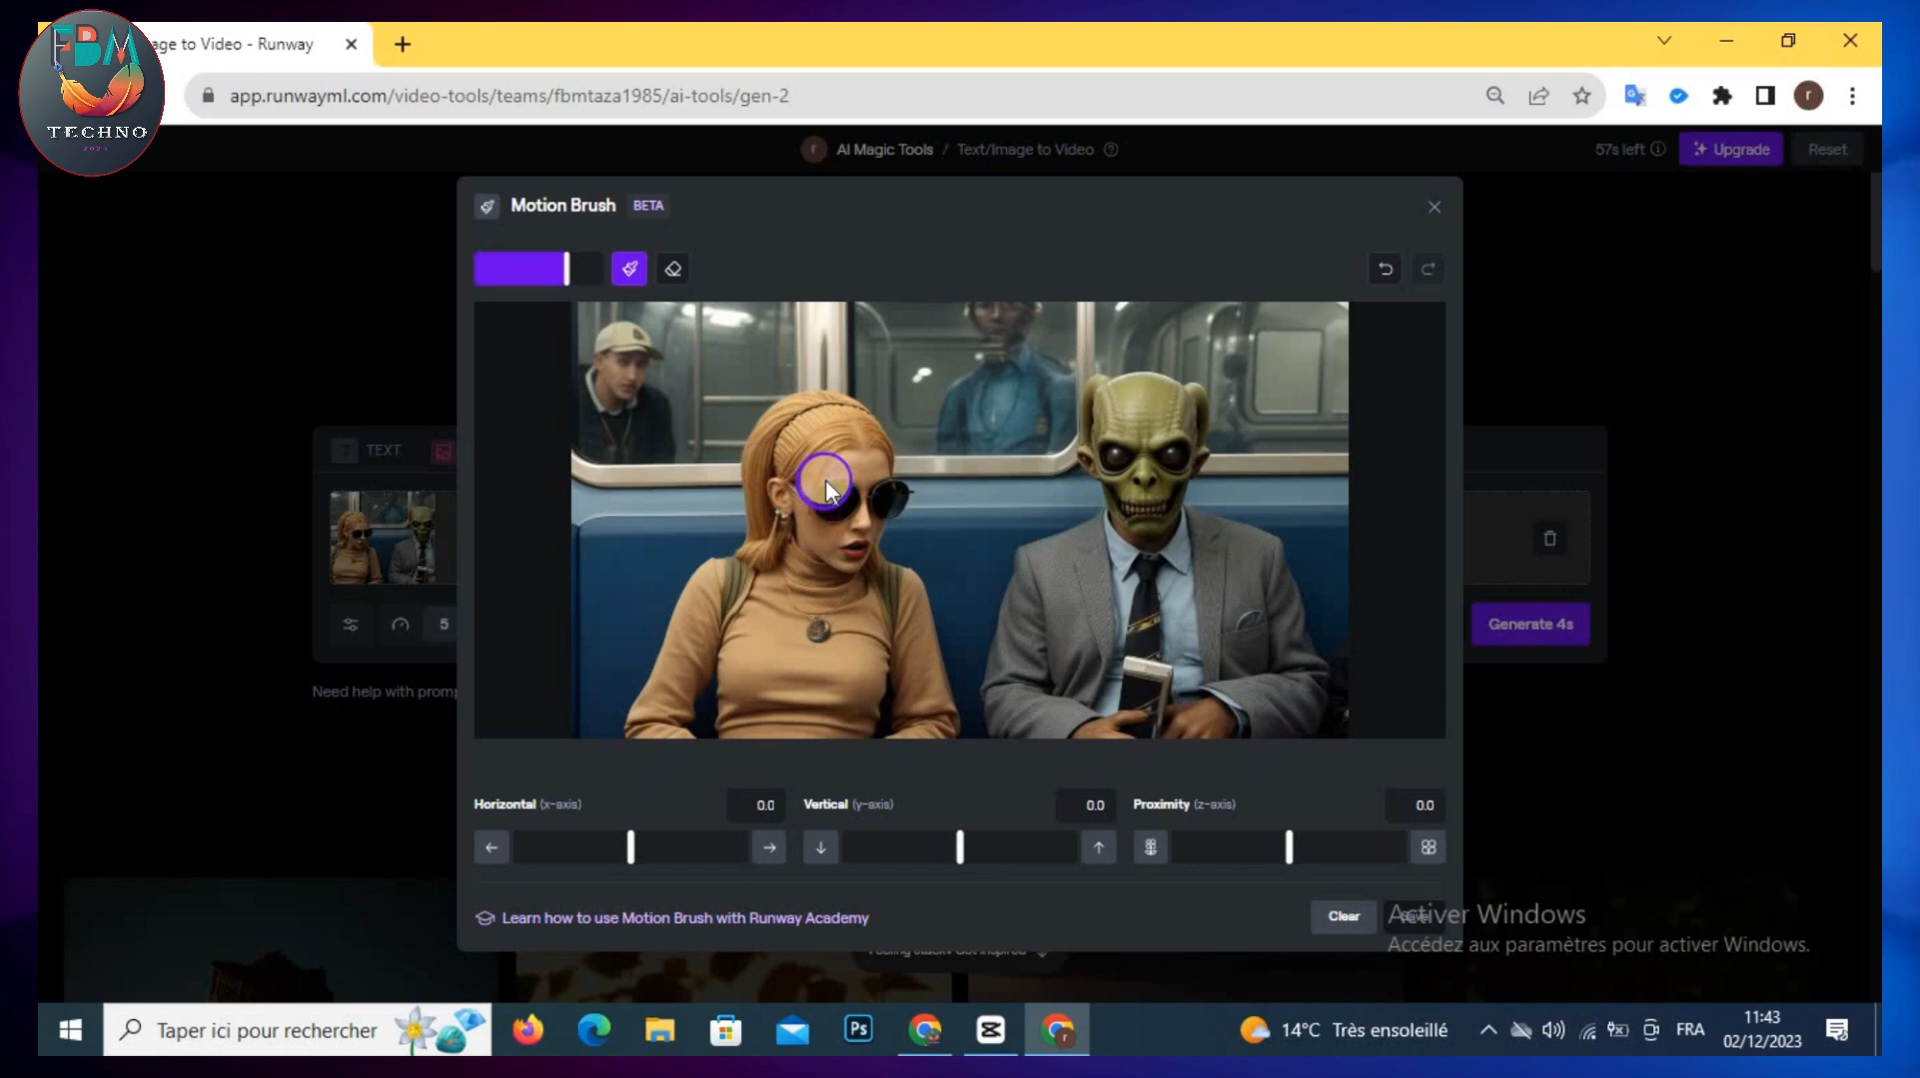 FBM
TECHNO
2023
age to Video - Runway
app.runwayml.com/video-tools/teams/fbmtaza1985/ai-tools/gen-2
r
r AI Magic Tools / Text/Image to Video
57s left
Upgrade
Reset
Motion Brush BETA
TEXT
5
Generate 4s
Need help with promp
Horizontal (x-axis) 0.0 Vertical (y-axis) 0.0 Proximity (z-axis) 0.0
Learn how to use Motion Brush with Runway Academy
Clear
Save
Activer Windows
Accédez aux paramètres pour activer Windows.
Taper ici pour rechercher
Ps
14°C Très ensoleillé
FRA
11:43
02/12/2023